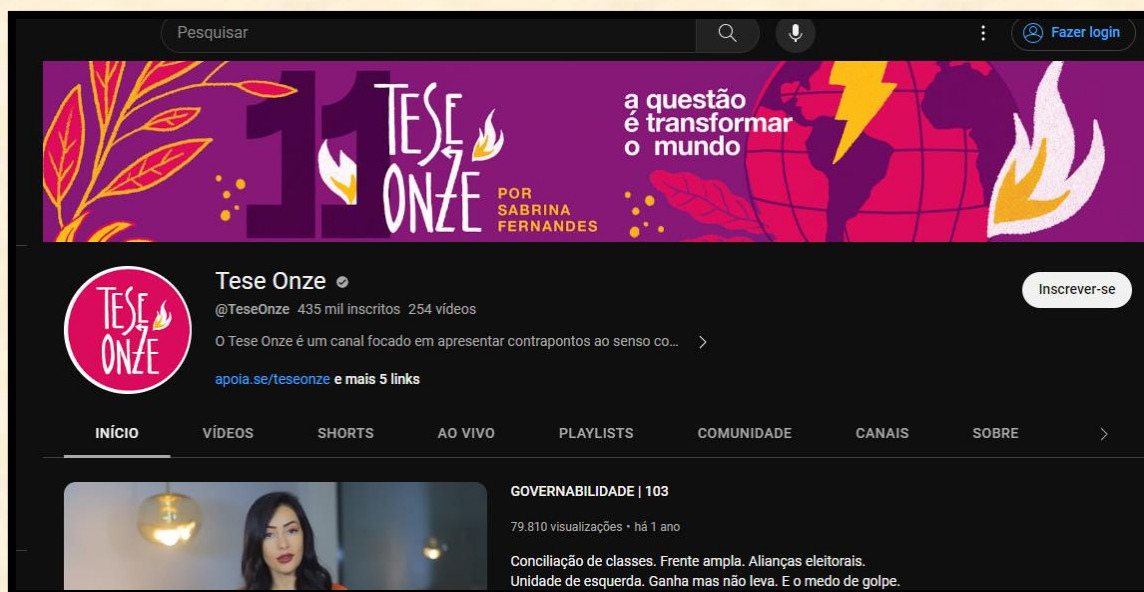 Pesquisar
Fazer login
11
TESE
ONZE
POR
SABRINA
FERNANDES
a questão
é transformar
o mundo
TESE
ONZE
Tese Onze
@TeseOnze 435 mil inscritos 254 vídeos
O Tese Onze é um canal focado em apresentar contrapontos ao senso co...
apoia.se/teseonze e mais 5 links
Inscrever-se
INÍCIO VÍDEOS SHORTS AO VIVO PLAYLISTS COMUNIDADE CANAIS SOBRE
GOVERNABILIDADE | 103
79.810 visualizações • há 1 ano
Conciliação de classes. Frente ampla. Alianças eleitorais.
Unidade de esquerda. Ganha mas não leva. E o medo de golpe.